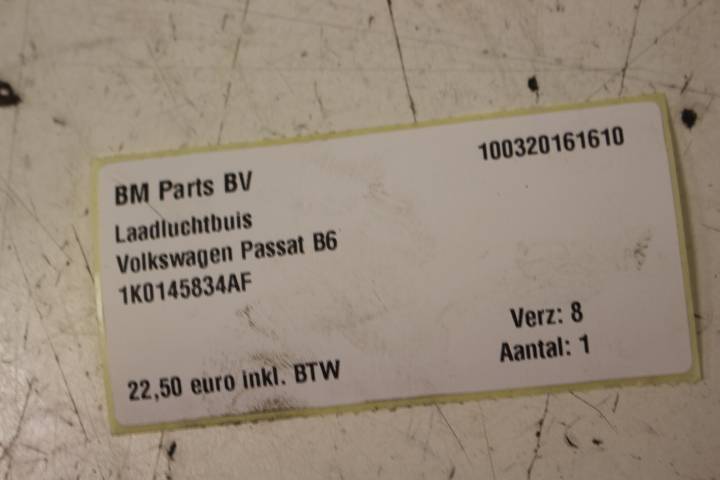 100320161610
BM Parts BV
Laadluchtbuis
Volkswagen Passat B6
1K0145834AF
Verz: 8
Aantal: 1
22,50 euro inkl. BTW